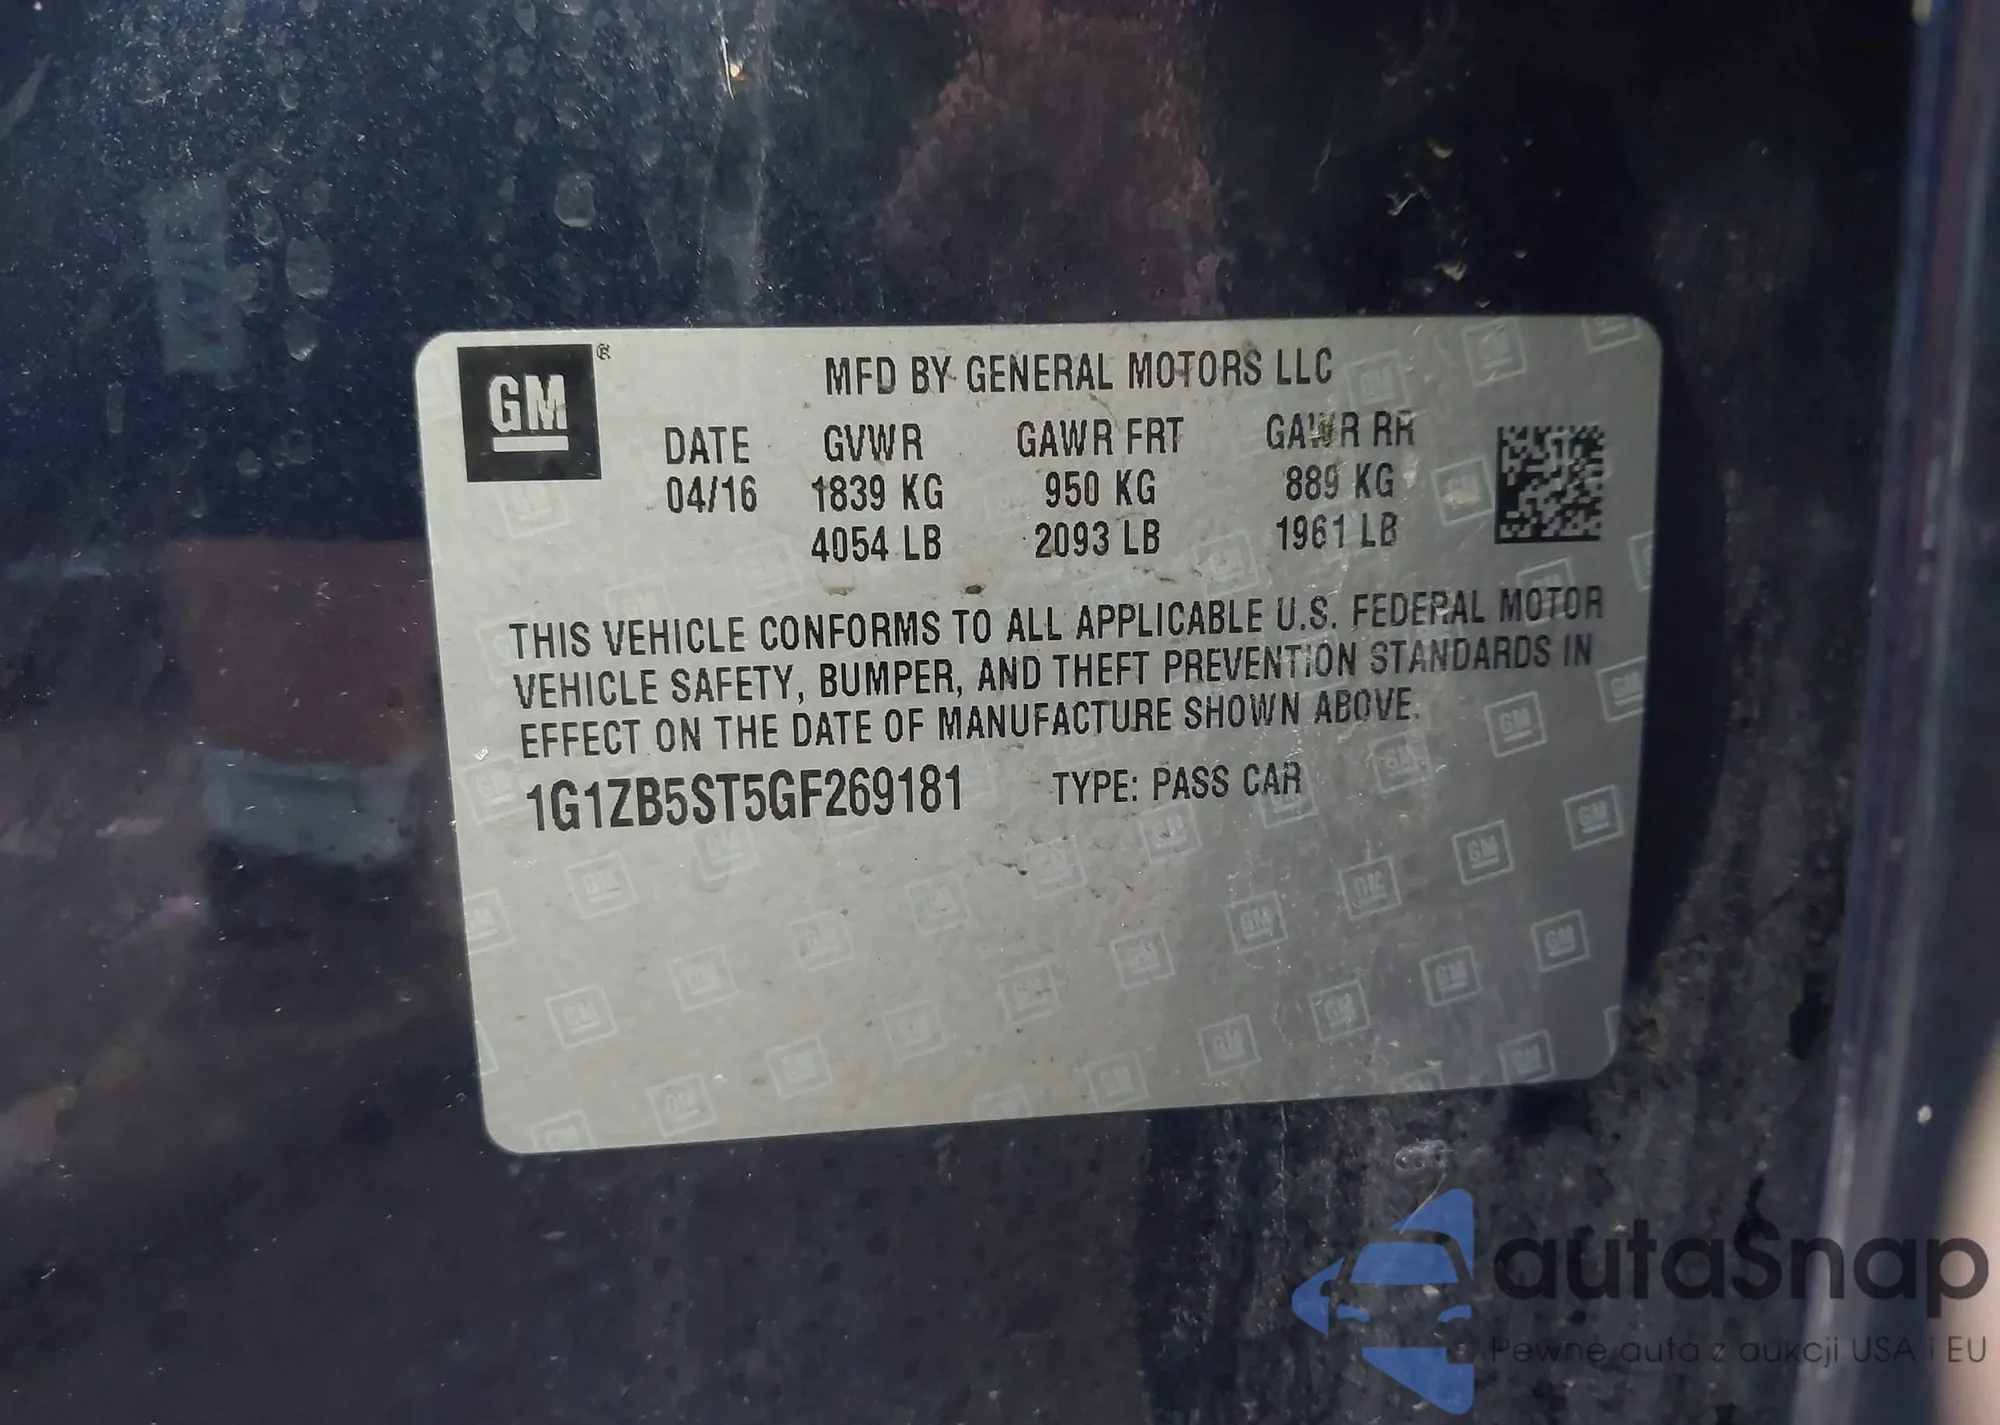 GM ®
MFD BY GENERAL MOTORS LLC
DATE GVWR GAWR FRT GAWR RR
04/16 1839 KG 950 KG 889 KG
4054 LB 2093 LB 1961 LB
THIS VEHICLE CONFORMS TO ALL APPLICABLE U.S. FEDERAL MOTOR
VEHICLE SAFETY, BUMPER, AND THEFT PREVENTION STANDARDS IN
EFFECT ON THE DATE OF MANUFACTURE SHOWN ABOVE.
1G1ZB5ST5GF269181 TYPE: PASS CAR
autaSnap
Pewne auta z aukcji USA i EU